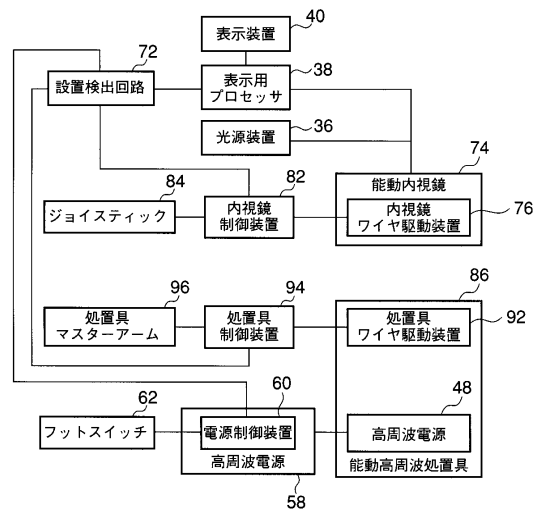 表示装置
40
72
設置検出回路
表示用
プロセッサ
38
光源装置
36
74
能動内視鏡
84
ジョイスティック
82
内視鏡
制御装置
内視鏡
ワイヤ駆動装置
76
96
処置具
マスターアーム
94
処置具
制御装置
86
処置具
ワイヤ駆動装置
92
62
フットスイッチ
60
電源制御装置
高周波電源
58
48
高周波電源
能動高周波処置具